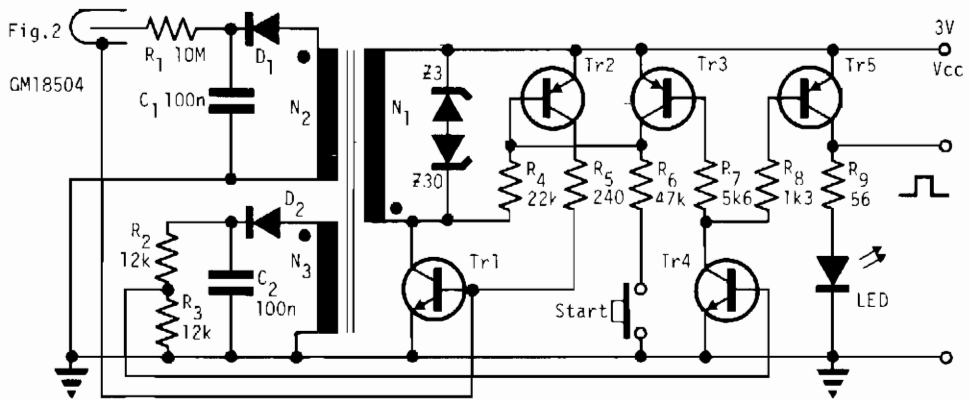 Fig.2
GM18504
R1 10M
D1
C1 100n
N2
N1
Z3
Z30
Tr2
Tr3
Tr5
3V
Vcc
R4 22k
R5 240
R6 47k
R7 5k6
R8 1k3
R9 56
R2 12k
R3 12k
D2
C2 100n
N3
Tr1
Start
Tr4
LED